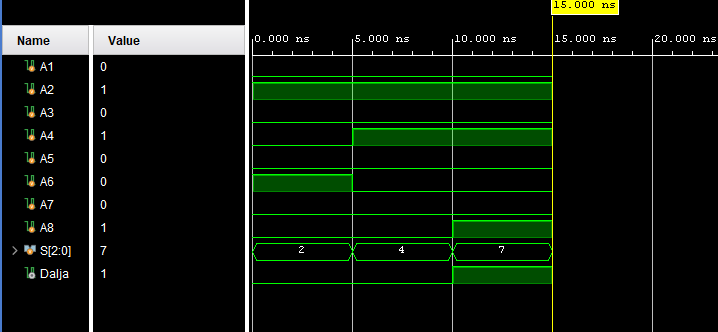 15.000 ns
Name Value 0.000 ns 5.000 ns 10.000 ns 15.000 ns 20.000 ns
A1 0
A2 1
A3 0
A4 1
A5 0
A6 0
A7 0
A8 1
S[2:0] 7 2 4 7
Dalja 1